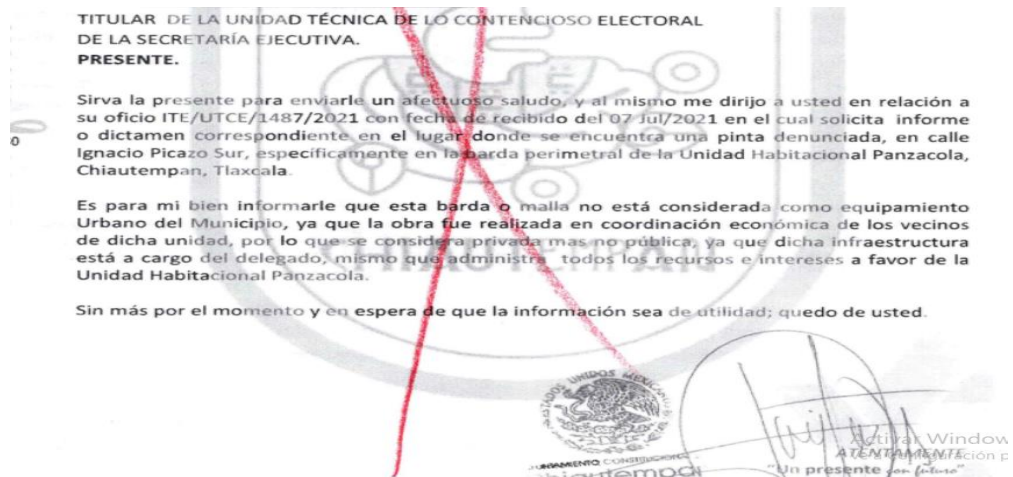 TITULAR DE LA UNIDAD TÉCNICA DE LO CONTENCIOSO ELECTORAL
DE LA SECRETARÍA EJECUTIVA.
PRESENTE.
Sirva la presente para enviarle un afectuoso saludo, y al mismo me dirijo a usted en relación a
su oficio ITE/UTCE/1487/2021 con fecha de recibido del 07 Jul/2021 en el cual solicita informe
o dictamen correspondiente en el lugar donde se encuentra una pinta denunciada, en calle
Ignacio Picazo Sur, específicamente en la barda perimetral de la Unidad Habitacional Panzacola,
Chiautempan, Tlaxcala.
Es para mi bien informarle que esta barda o malla no está considerada como equipamiento
Urbano del Municipio, ya que la obra fue realizada en coordinación económica de los vecinos
de dicha unidad, por lo que se considera privada mas no pública, ya que dicha infraestructura
está a cargo del delegado, mismo que administra todos los recursos e intereses a favor de la
Unidad Habitacional Panzacola.
Sin más por el momento y en espera de que la información sea de utilidad; quedo de usted.
UNIDOS
Activar Window
ATENTAMENTE
"Un presente con futuro"